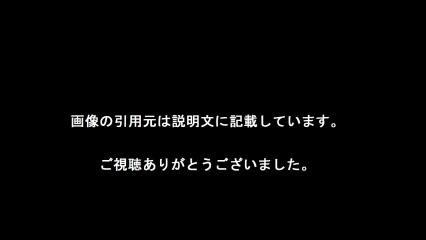 画像の引用元は説明文に記載しています。
ご視聴ありがとうございました。